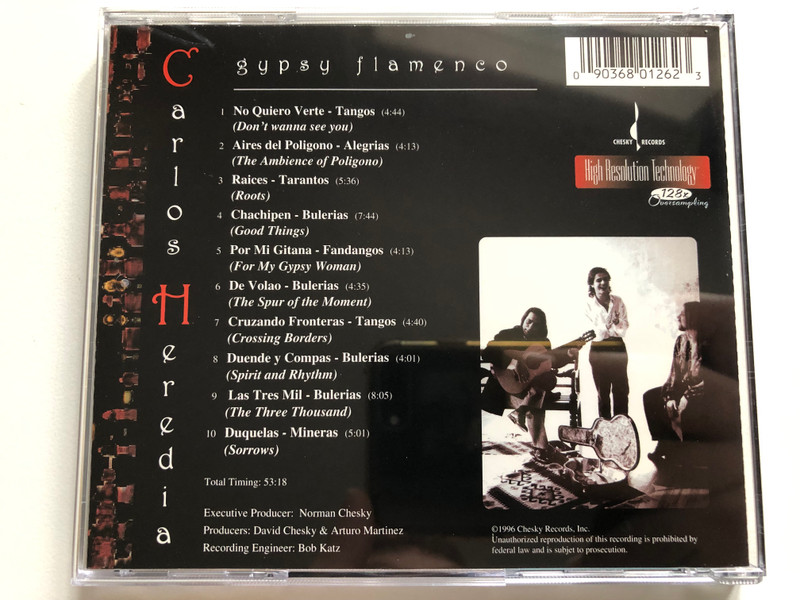 Carlos Heredia
gypsy flamenco
0 90368 01262 3
CHESKY RECORDS
High Resolution Technology
128x
Oversampling
1 No Quiero Verte - Tangos (4:44)
(Don't wanna see you)
2 Aires del Poligono - Alegrias (4:13)
(The Ambience of Poligono)
3 Raices - Tarantos (5:36)
(Roots)
4 Chachipen - Bulerias (7:44)
(Good Things)
5 Por Mi Gitana - Fandangos (4:13)
(For My Gypsy Woman)
6 De Volao - Bulerias (4:35)
(The Spur of the Moment)
7 Cruzando Fronteras - Tangos (4:40)
(Crossing Borders)
8 Duende y Compas - Bulerias (4:01)
(Spirit and Rhythm)
9 Las Tres Mil - Bulerias (8:05)
(The Three Thousand)
10 Duquelas - Mineras (5:01)
(Sorrows)
Total Timing: 53:18
Executive Producer: Norman Chesky
Producers: David Chesky & Arturo Martinez
Recording Engineer: Bob Katz
©1996 Chesky Records, Inc.
Unauthorized reproduction of this recording is prohibited by
federal law and is subjet to prosecution.